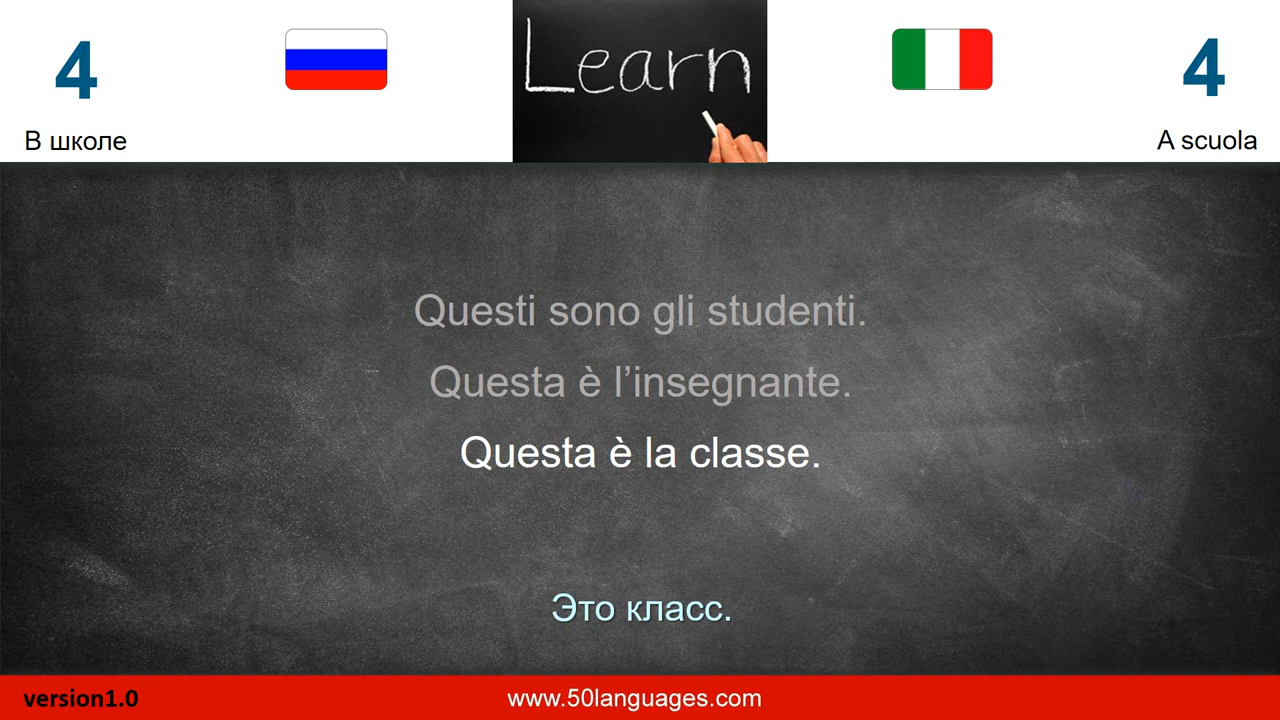 4
Learn
4
В школе
A scuola
Questi sono gli studenti.
Questa è l’insegnante.
Questa è la classe.
Это класс.
version1.0
www.50languages.com